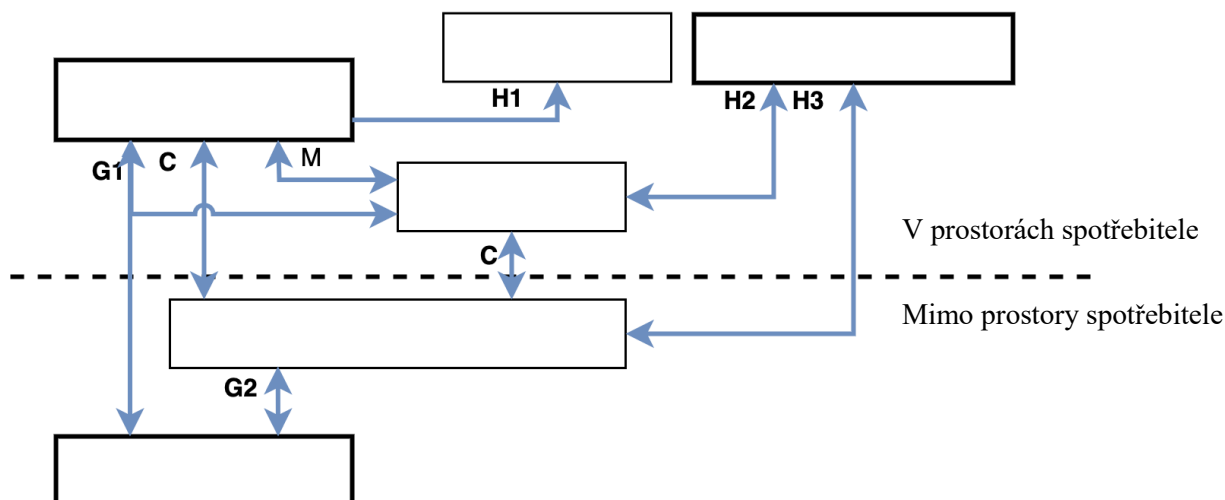 H1
H2 H3
G1
C
M
V prostorách spotřebitele
C
Mimo prostory spotřebitele
G2